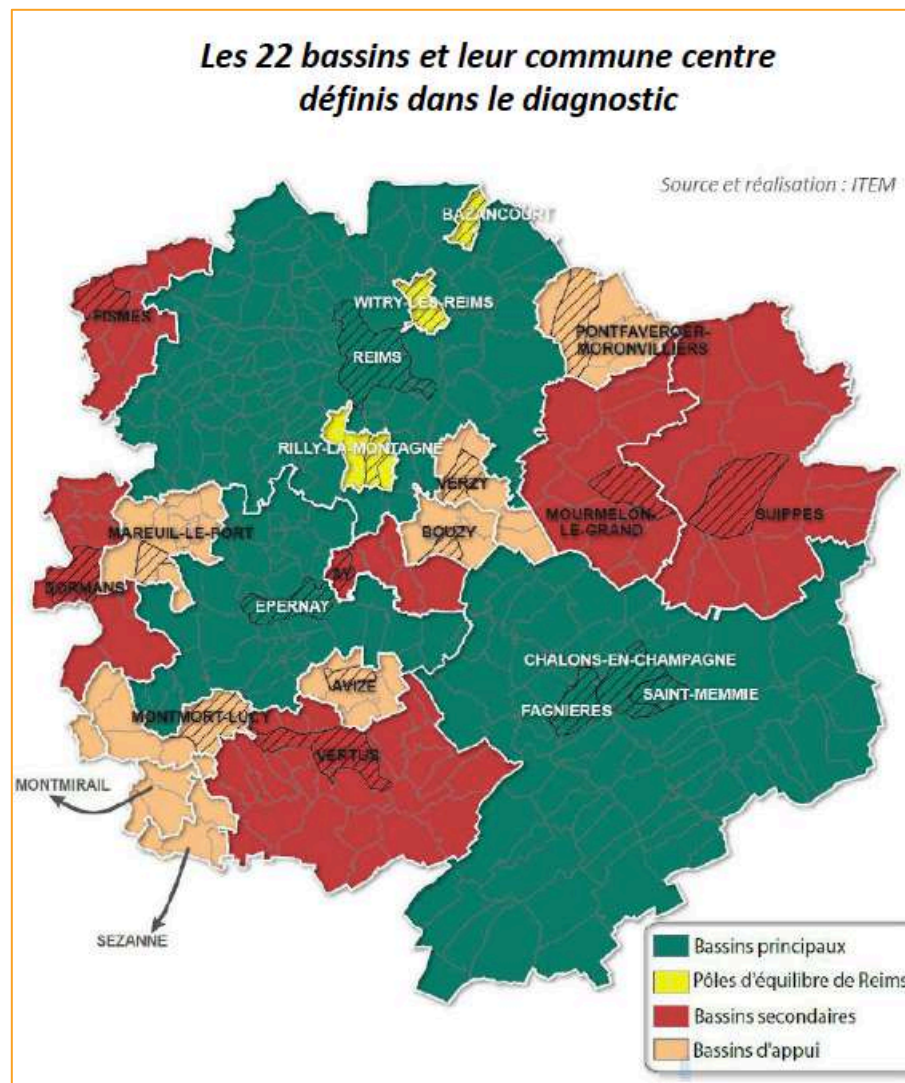 Les 22 bassins et leur commune centre
définis dans le diagnostic
Source et réalisation : ITEM
BAZANCOURT
WITRY-LES-REIMS
FISMES
PONTFAVERGER-
MORONVILLIERS
REIMS
RILLY-LA-MONTAGNE
VERZY
MOURMELON-
LE-GRAND
SUIPPES
MAREUIL-LE-PORT
BOUZY
DORMANS
AY
EPERNAY
CHALONS-EN-CHAMPAGNE
SAINT-MEMMIE
FAGNIERES
AVIZE
MONTMORT-LUCY
VERTUS
MONTMIRAIL
SEZANNE
Bassins principaux
Pôles d'équilibre de Reims
Bassins secondaires
Bassins d'appui